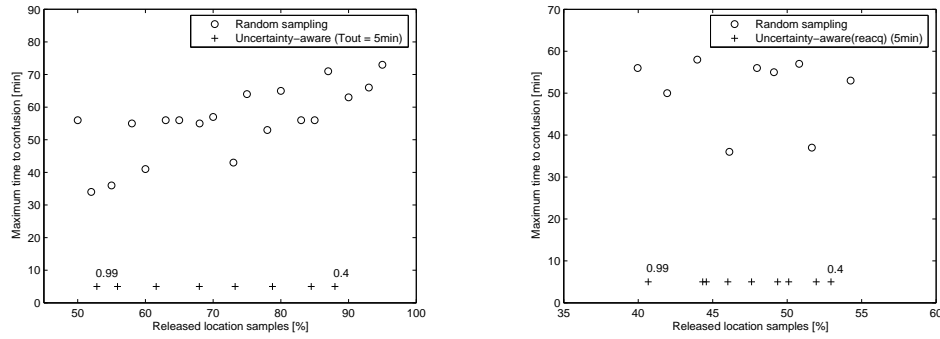 90
80
70
60
50
40
30
20
10
0
Maximum time to confusion [min]
Random sampling
Uncertainty−aware (Tout = 5min)
0.99
0.4
50 60 70 80 90 100
Released location samples [%]
70
60
50
40
30
20
10
0
Maximum time to confusion [min]
Random sampling
Uncertainty−aware(reacq) (5min)
0.99
0.4
35 40 45 50 55 60
Released location samples [%]